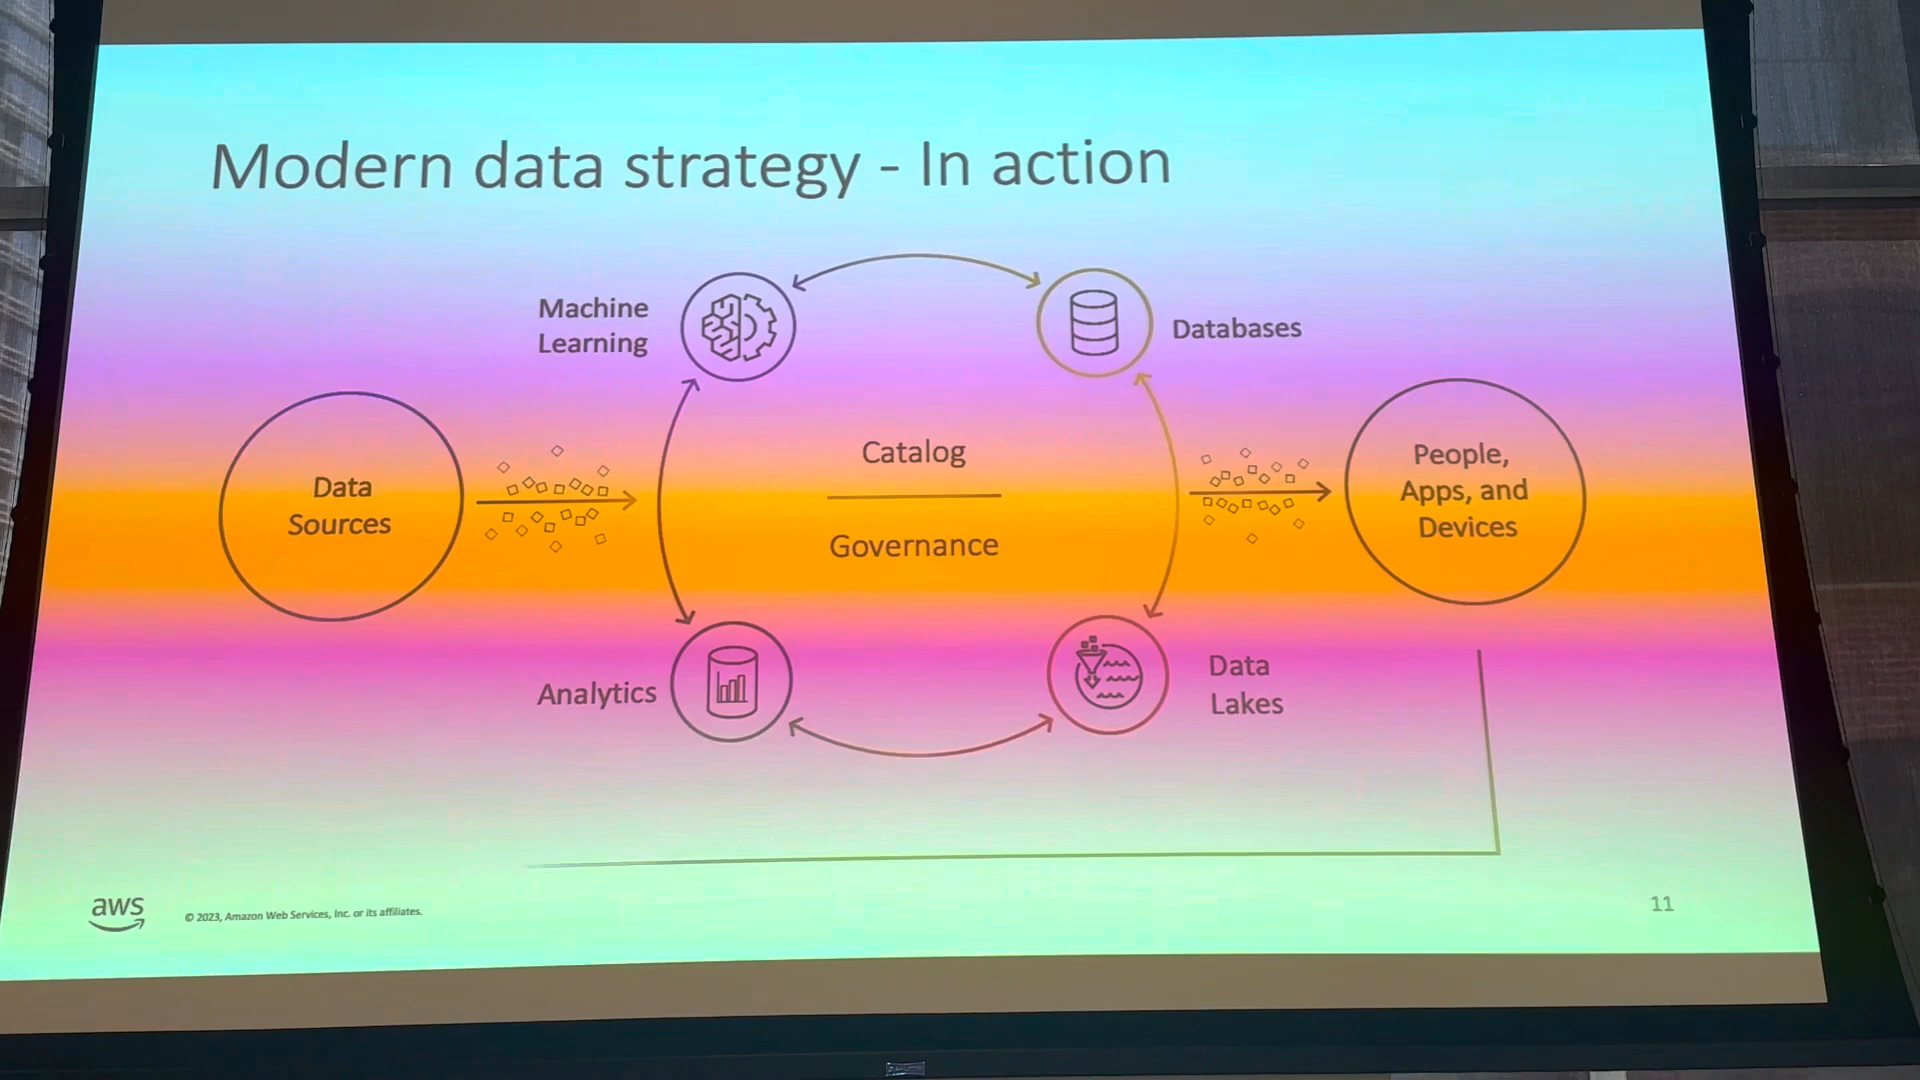 Modern data strategy - In action
Machine
Learning
Databases
Catalog
Governance
Data
Sources
People,
Apps, and
Devices
Analytics
Data
Lakes
aws
© 2023, Amazon Web Services, Inc. or its affiliates.
11